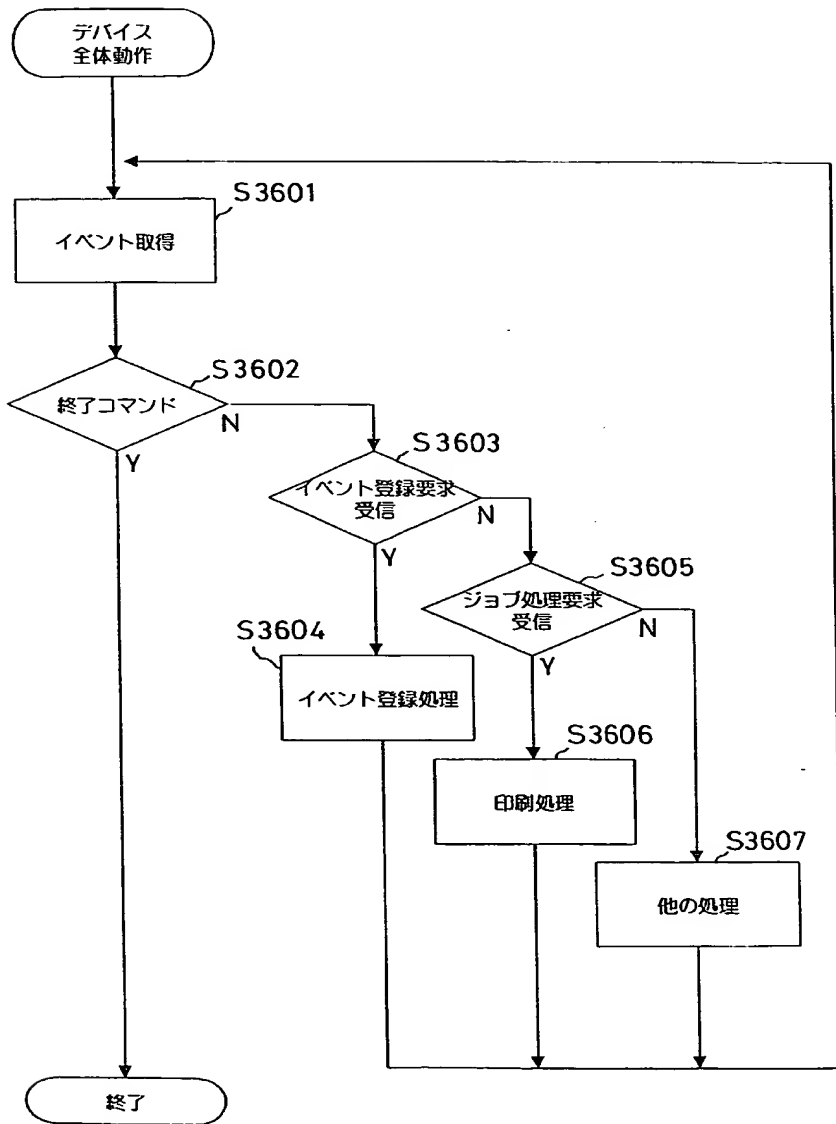 デバイス
全体動作
S3601
イベント取得
S3602
終了コマンド
N
Y
S3603
イベント登録要求
受信
N
Y
S3604
イベント登録処理
S3605
ジョブ処理要求
受信
N
Y
S3606
印刷処理
S3607
他の処理
終了